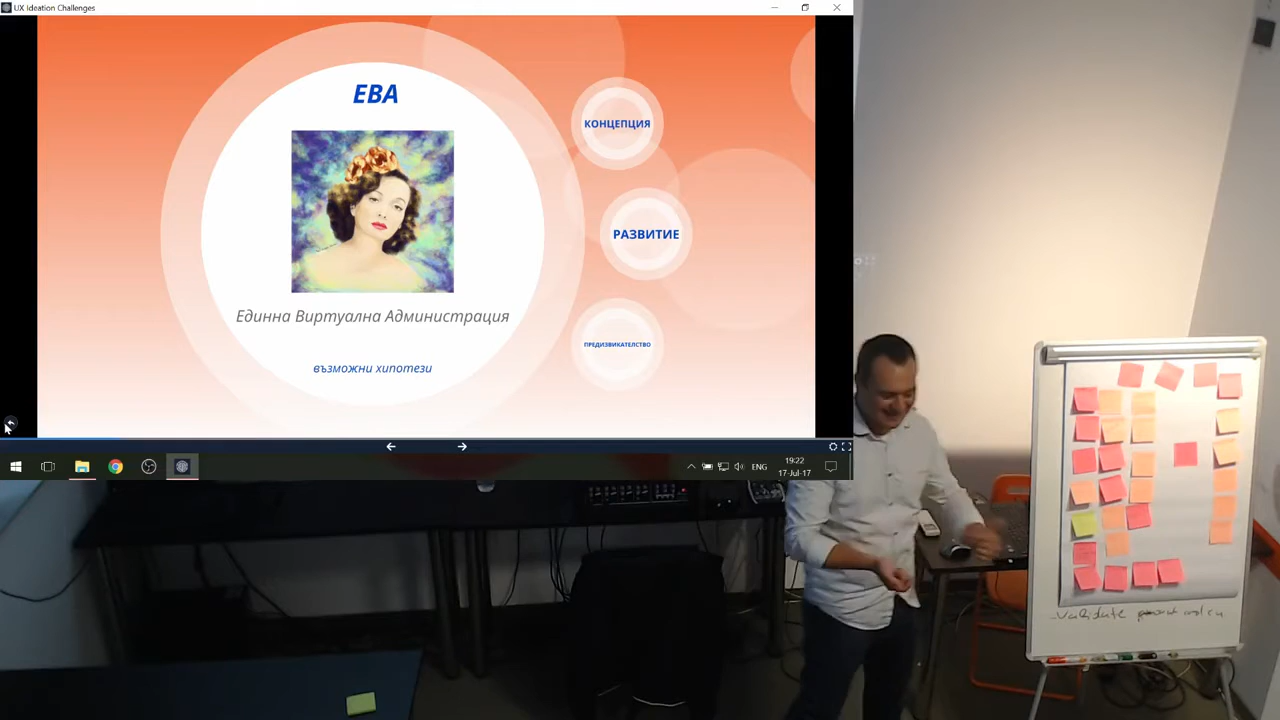 UX Ideation Challenges
ЕВА
Единна Виртуална Администрация
възможни хипотези
КОНЦЕПЦИЯ
РАЗВИТИЕ
ПРЕДИЗВИКАТЕЛСТВО
ENG
19:22
17-Jul-17
validate